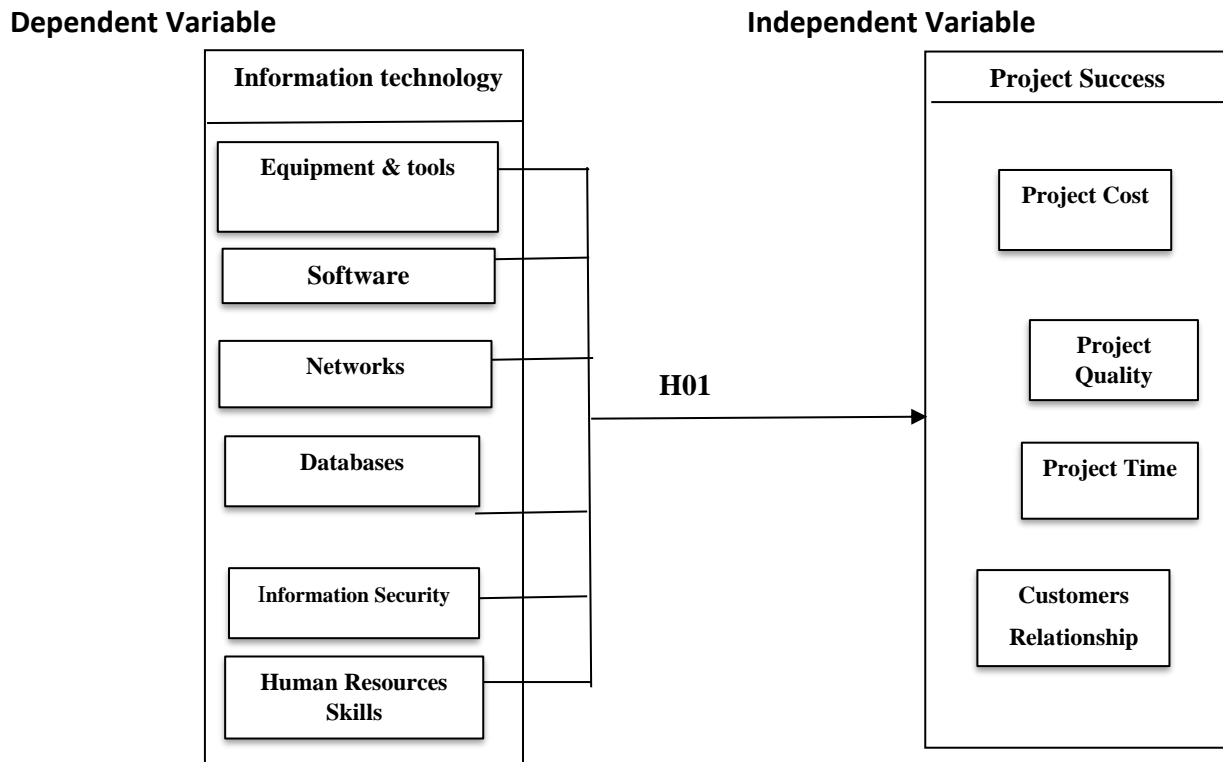 Dependent Variable
Independent Variable
Information technology
Equipment & tools
Software
Networks
Databases
Information Security
Human Resources
Skills
H01
Project Success
Project Cost
Project
Quality
Project Time
Customers
Relationship